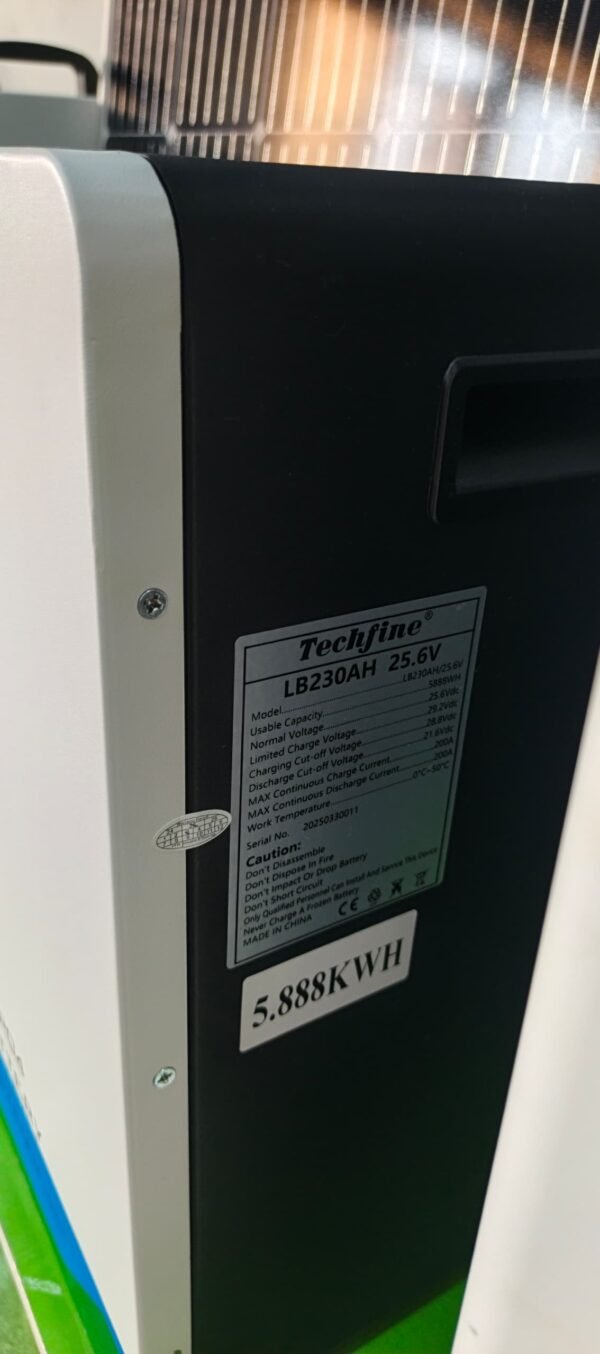 Techfine®
LB230AH 25.6V
Model..........LB230AH/25.6V
Usable Capacity..........5888WH
Normal Voltage..........25.6Vdc
Limited Charge Voltage..........29.2Vdc
Charging Cut-off Voltage..........28.8Vdc
Discharge Cut-off Voltage..........21.6Vdc
MAX Continuous Charge Current..........200A
MAX Continuous Discharge Current..........200A
Work Temperature..........0°C~50°C
Serial No. 20250330011
Caution:
Don't Disassemble
Don't Dispose In Fire
Don't Impact Or Drop Battery
Don't Short Circuit
Only Qualified Personnel Can Install And Service This Device
Never Charge A Frozen Battery
MADE IN CHINA
CE
5.888KWH